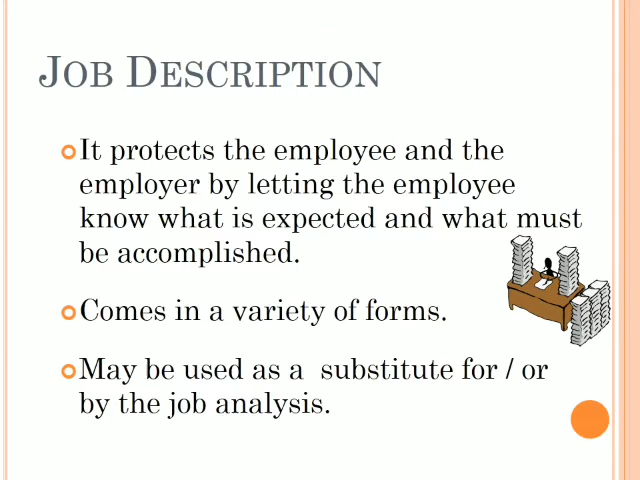 JOB DESCRIPTION
It protects the employee and the
employer by letting the employee
know what is expected and what must
be accomplished.
Comes in a variety of forms.
May be used as a  substitute for / or
by the job analysis.